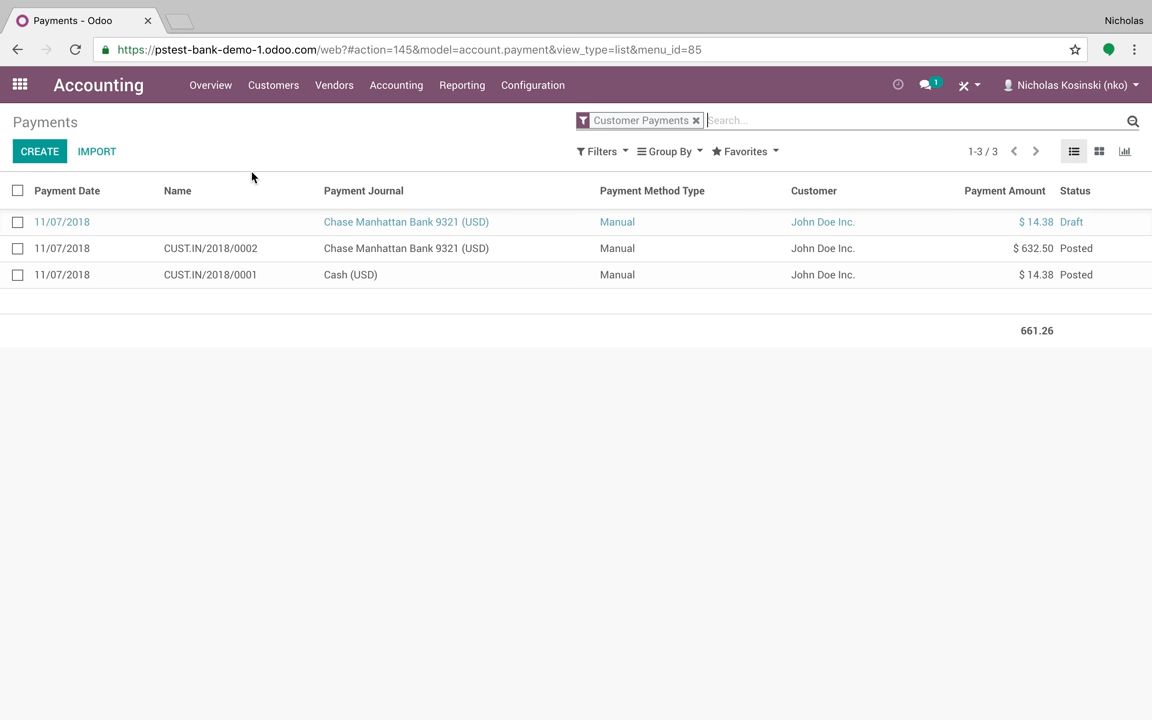 Payments - Odoo
Nicholas
https://pstest-bank-demo-1.odoo.com/web?#action=145&model=account.payment&view_type=list&menu_id=85
Accounting Overview Customers Vendors Accounting Reporting Configuration 1 Nicholas Kosinski (nko)
Payments
Customer Payments Search...
CREATE IMPORT Filters Group By Favorites 1-3 / 3
Payment Date Name Payment Journal Payment Method Type Customer Payment Amount Status
11/07/2018 Chase Manhattan Bank 9321 (USD) Manual John Doe Inc. $ 14.38 Draft
11/07/2018 CUST.IN/2018/0002 Chase Manhattan Bank 9321 (USD) Manual John Doe Inc. $ 632.50 Posted
11/07/2018 CUST.IN/2018/0001 Cash (USD) Manual John Doe Inc. $ 14.38 Posted
661.26